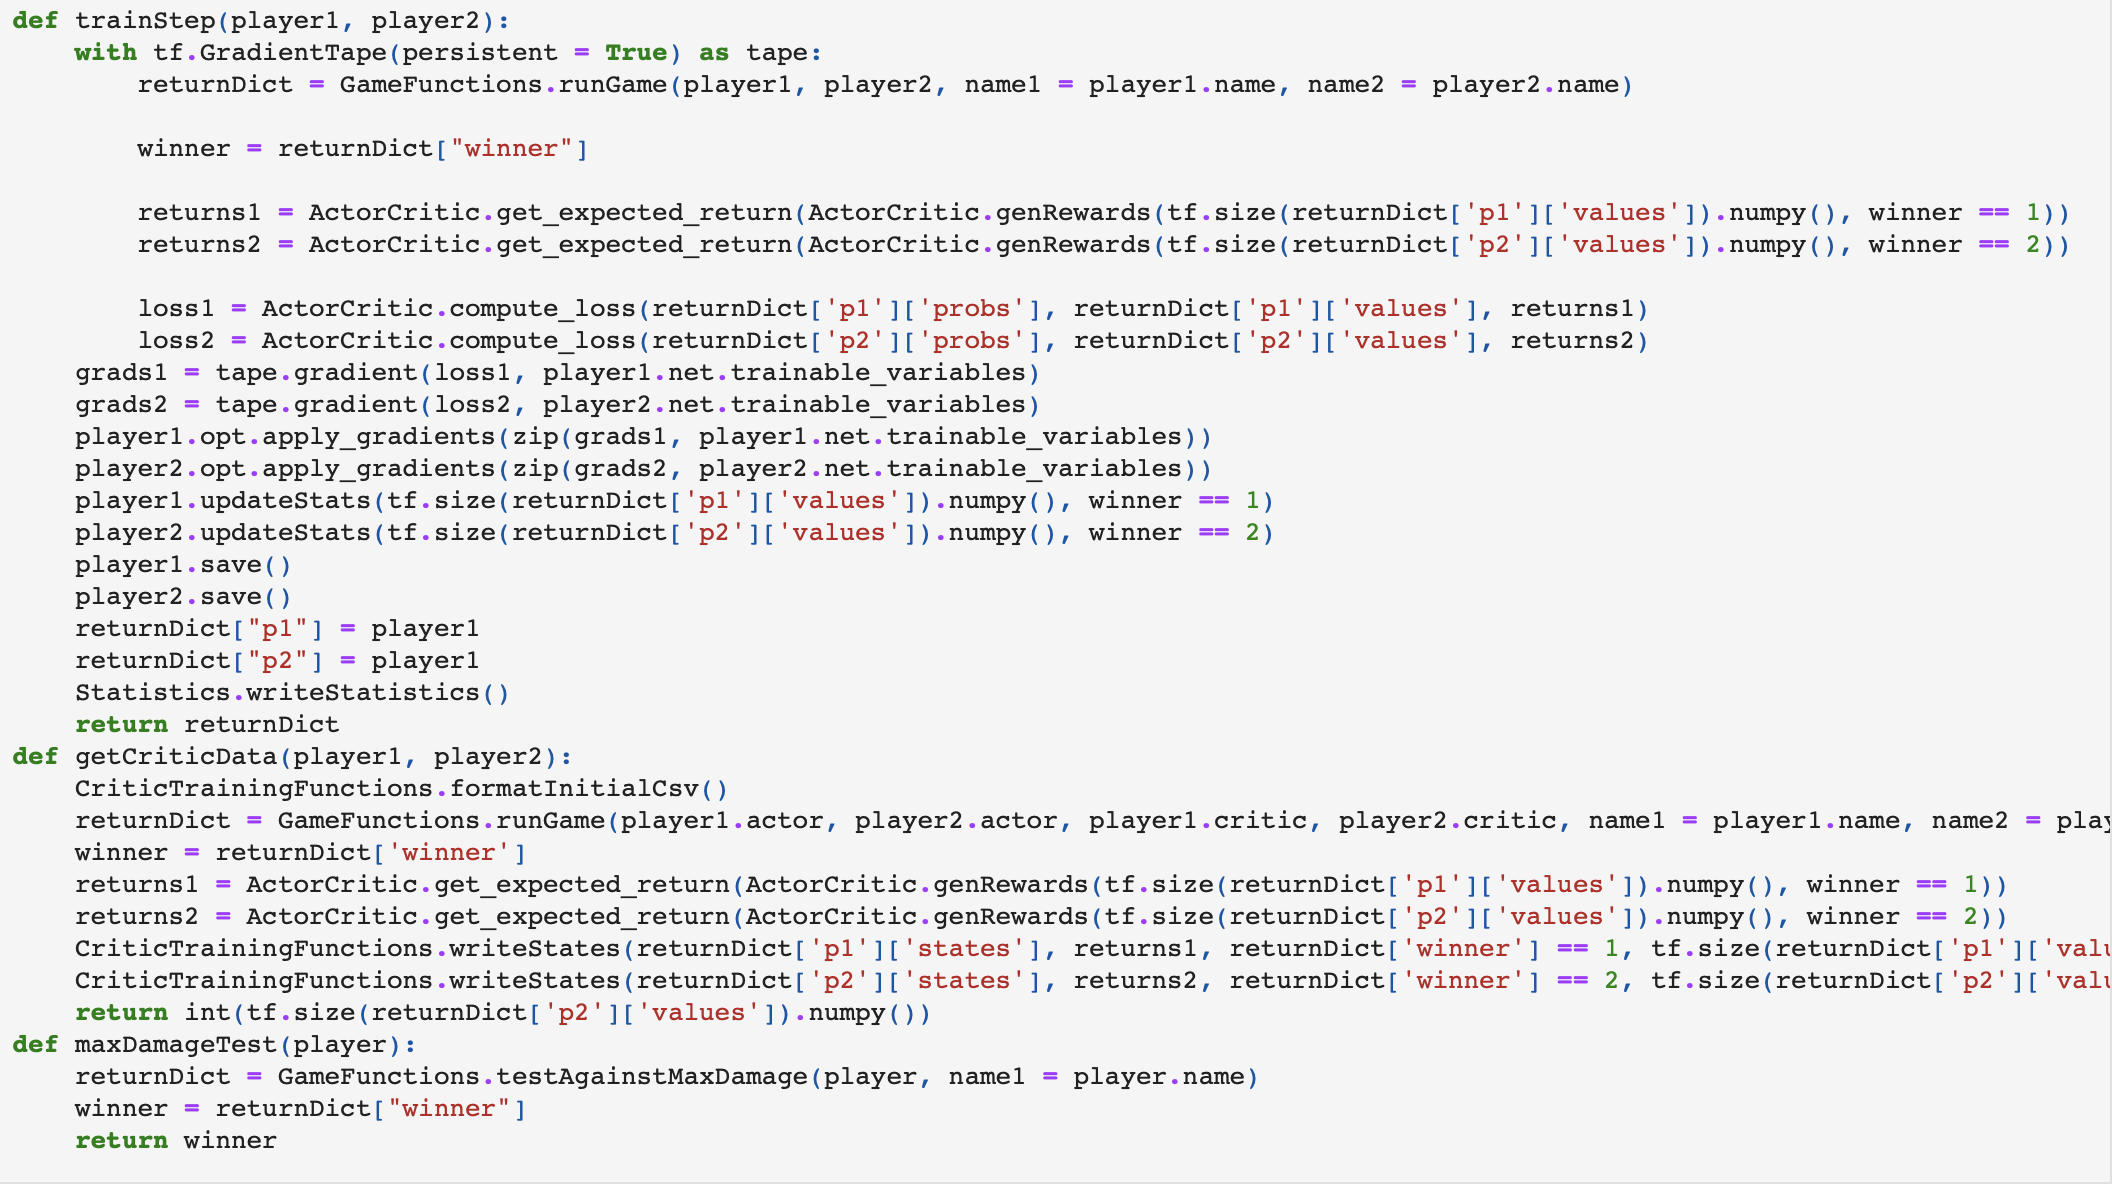 def trainStep(player1, player2):
    with tf.GradientTape(persistent = True) as tape:
        returnDict = GameFunctions.runGame(player1, player2, name1 = player1.name, name2 = player2.name)

        winner = returnDict["winner"]

        returns1 = ActorCritic.get_expected_return(ActorCritic.genRewards(tf.size(returnDict['p1']['values']).numpy(), winner == 1))
        returns2 = ActorCritic.get_expected_return(ActorCritic.genRewards(tf.size(returnDict['p2']['values']).numpy(), winner == 2))

        loss1 = ActorCritic.compute_loss(returnDict['p1']['probs'], returnDict['p1']['values'], returns1)
        loss2 = ActorCritic.compute_loss(returnDict['p2']['probs'], returnDict['p2']['values'], returns2)
    grads1 = tape.gradient(loss1, player1.net.trainable_variables)
    grads2 = tape.gradient(loss2, player2.net.trainable_variables)
    player1.opt.apply_gradients(zip(grads1, player1.net.trainable_variables))
    player2.opt.apply_gradients(zip(grads2, player2.net.trainable_variables))
    player1.updateStats(tf.size(returnDict['p1']['values']).numpy(), winner == 1)
    player2.updateStats(tf.size(returnDict['p2']['values']).numpy(), winner == 2)
    player1.save()
    player2.save()
    returnDict["p1"] = player1
    returnDict["p2"] = player1
    Statistics.writeStatistics()
    return returnDict
def getCriticData(player1, player2):
    CriticTrainingFunctions.formatInitialCsv()
    returnDict = GameFunctions.runGame(player1.actor, player2.actor, player1.critic, player2.critic, name1 = player1.name, name2 = play
    winner = returnDict['winner']
    returns1 = ActorCritic.get_expected_return(ActorCritic.genRewards(tf.size(returnDict['p1']['values']).numpy(), winner == 1))
    returns2 = ActorCritic.get_expected_return(ActorCritic.genRewards(tf.size(returnDict['p2']['values']).numpy(), winner == 2))
    CriticTrainingFunctions.writeStates(returnDict['p1']['states'], returns1, returnDict['winner'] == 1, tf.size(returnDict['p1']['valu
    CriticTrainingFunctions.writeStates(returnDict['p2']['states'], returns2, returnDict['winner'] == 2, tf.size(returnDict['p2']['valu
    return int(tf.size(returnDict['p2']['values']).numpy())
def maxDamageTest(player):
    returnDict = GameFunctions.testAgainstMaxDamage(player, name1 = player.name)
    winner = returnDict["winner"]
    return winner